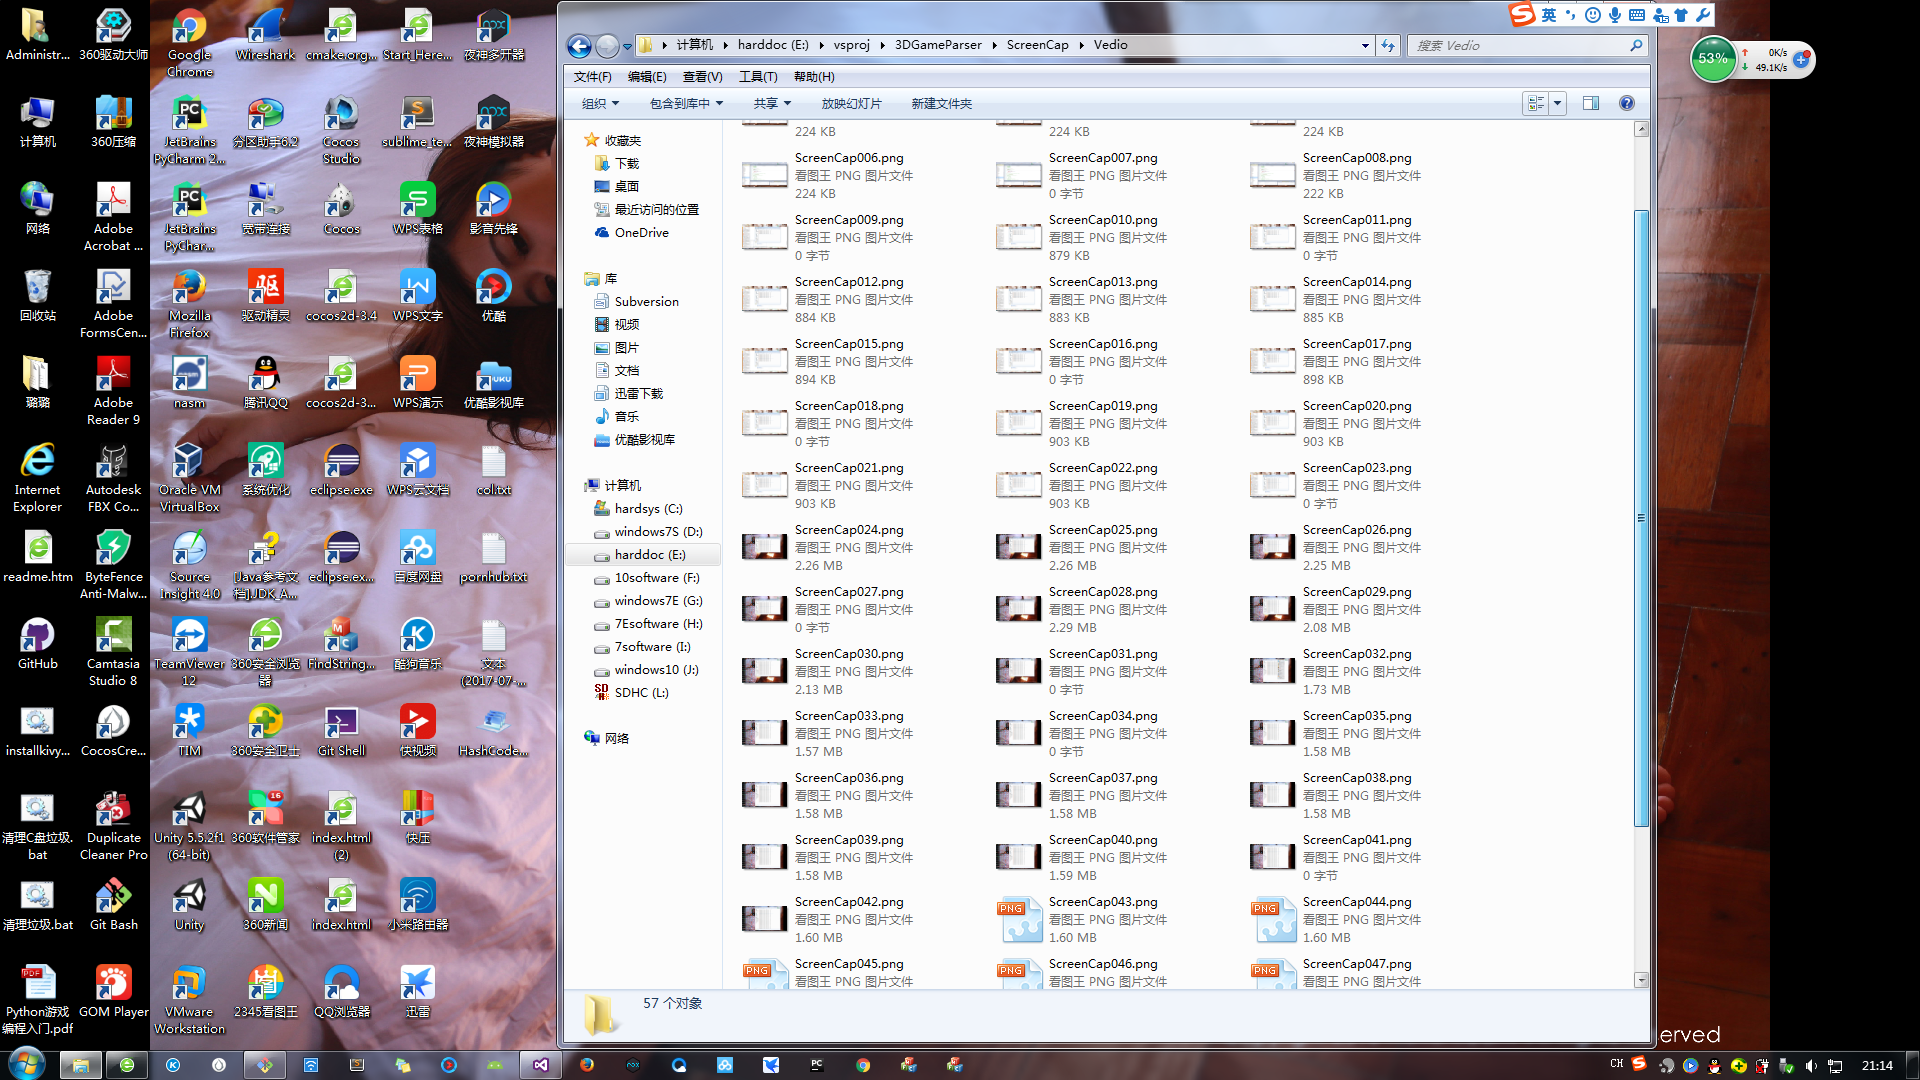 Administr...
360驱动大师
Google Chrome
Wireshark
cmake.org...
Start_Here...
夜神多开器
计算机
360压缩
JetBrains PyCharm 2...
分区助手6.2
Cocos Studio
sublime_te...
夜神模拟器
网络
Adobe Acrobat ...
JetBrains PyChar...
宽带连接
Cocos
WPS表格
影音先锋
回收站
Adobe FormsCen...
Mozilla Firefox
驱动精灵
cocos2d-3.4
WPS文字
优酷
璐璐
Adobe Reader 9
nasm
腾讯QQ
cocos2d-3...
WPS演示
优酷影视库
Internet Explorer
Autodesk FBX Co...
Oracle VM VirtualBox
系统优化
eclipse.exe
WPS云文档
col.txt
readme.htm
ByteFence Anti-Malw...
Source Insight 4.0
[Java参考文档].JDK_A...
eclipse.ex...
百度网盘
pornhub.txt
GitHub
Camtasia Studio 8
TeamViewer 12
360安全浏览器
FindString...
酷狗音乐
文本 (2017-07-...
installkivy...
CocosCre...
TIM
360安全卫士
Git Shell
快视频
HashCode...
清理C盘垃圾.bat
Duplicate Cleaner Pro
Unity 5.5.2f1 (64-bit)
360软件管家
index.html (2)
快压
清理垃圾.bat
Git Bash
Unity
360新闻
index.html
小米路由器
Python游戏编程入门.pdf
GOM Player
VMware Workstation
2345看图王
QQ浏览器
迅雷
计算机 harddoc (E:) vsproj 3DGameParser ScreenCap Vedio
搜索 Vedio
文件(F) 编辑(E) 查看(V) 工具(T) 帮助(H)
组织 包含到库中 共享 放映幻灯片 新建文件夹
收藏夹
下载
桌面
最近访问的位置
OneDrive
库
Subversion
视频
图片
文档
迅雷下载
音乐
优酷影视库
计算机
hardsys (C:)
windows7S (D:)
harddoc (E:)
10software (F:)
windows7E (G:)
7Esoftware (H:)
7software (I:)
windows10 (J:)
SDHC (L:)
网络
224 KB 224 KB 224 KB
ScreenCap006.png ScreenCap007.png ScreenCap008.png
看图王 PNG 图片文件 看图王 PNG 图片文件 看图王 PNG 图片文件
224 KB 0 字节 222 KB
ScreenCap009.png ScreenCap010.png ScreenCap011.png
看图王 PNG 图片文件 看图王 PNG 图片文件 看图王 PNG 图片文件
0 字节 879 KB 0 字节
ScreenCap012.png ScreenCap013.png ScreenCap014.png
看图王 PNG 图片文件 看图王 PNG 图片文件 看图王 PNG 图片文件
884 KB 883 KB 885 KB
ScreenCap015.png ScreenCap016.png ScreenCap017.png
看图王 PNG 图片文件 看图王 PNG 图片文件 看图王 PNG 图片文件
894 KB 0 字节 898 KB
ScreenCap018.png ScreenCap019.png ScreenCap020.png
看图王 PNG 图片文件 看图王 PNG 图片文件 看图王 PNG 图片文件
0 字节 903 KB 903 KB
ScreenCap021.png ScreenCap022.png ScreenCap023.png
看图王 PNG 图片文件 看图王 PNG 图片文件 看图王 PNG 图片文件
903 KB 903 KB 0 字节
ScreenCap024.png ScreenCap025.png ScreenCap026.png
看图王 PNG 图片文件 看图王 PNG 图片文件 看图王 PNG 图片文件
2.26 MB 2.26 MB 2.25 MB
ScreenCap027.png ScreenCap028.png ScreenCap029.png
看图王 PNG 图片文件 看图王 PNG 图片文件 看图王 PNG 图片文件
0 字节 2.29 MB 2.08 MB
ScreenCap030.png ScreenCap031.png ScreenCap032.png
看图王 PNG 图片文件 看图王 PNG 图片文件 看图王 PNG 图片文件
2.13 MB 0 字节 1.73 MB
ScreenCap033.png ScreenCap034.png ScreenCap035.png
看图王 PNG 图片文件 看图王 PNG 图片文件 看图王 PNG 图片文件
1.57 MB 0 字节 1.58 MB
ScreenCap036.png ScreenCap037.png ScreenCap038.png
看图王 PNG 图片文件 看图王 PNG 图片文件 看图王 PNG 图片文件
1.58 MB 1.58 MB 1.58 MB
ScreenCap039.png ScreenCap040.png ScreenCap041.png
看图王 PNG 图片文件 看图王 PNG 图片文件 看图王 PNG 图片文件
1.58 MB 1.59 MB 0 字节
ScreenCap042.png ScreenCap043.png ScreenCap044.png
看图王 PNG 图片文件 看图王 PNG 图片文件 看图王 PNG 图片文件
1.60 MB 1.60 MB 1.60 MB
ScreenCap045.png ScreenCap046.png ScreenCap047.png
看图王 PNG 图片文件 看图王 PNG 图片文件 看图王 PNG 图片文件
57 个对象
英
53%
0K/s
49.1K/s
erved
CH
21:14